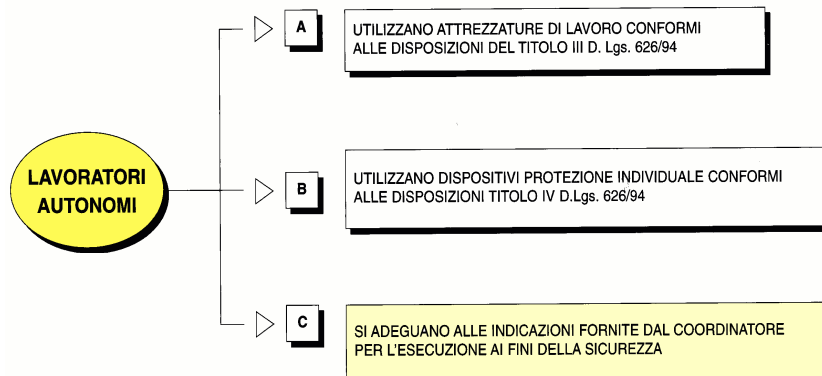 A
UTILIZZANO ATTREZZATURE DI LAVORO CONFORMI
ALLE DISPOSIZIONI DEL TITOLO III D. Lgs. 626/94
LAVORATORI
AUTONOMI
B
UTILIZZANO DISPOSITIVI PROTEZIONE INDIVIDUALE CONFORMI
ALLE DISPOSIZIONI TITOLO IV D.Lgs. 626/94
C
SI ADEGUANO ALLE INDICAZIONI FORNITE DAL COORDINATORE
PER L'ESECUZIONE AI FINI DELLA SICUREZZA